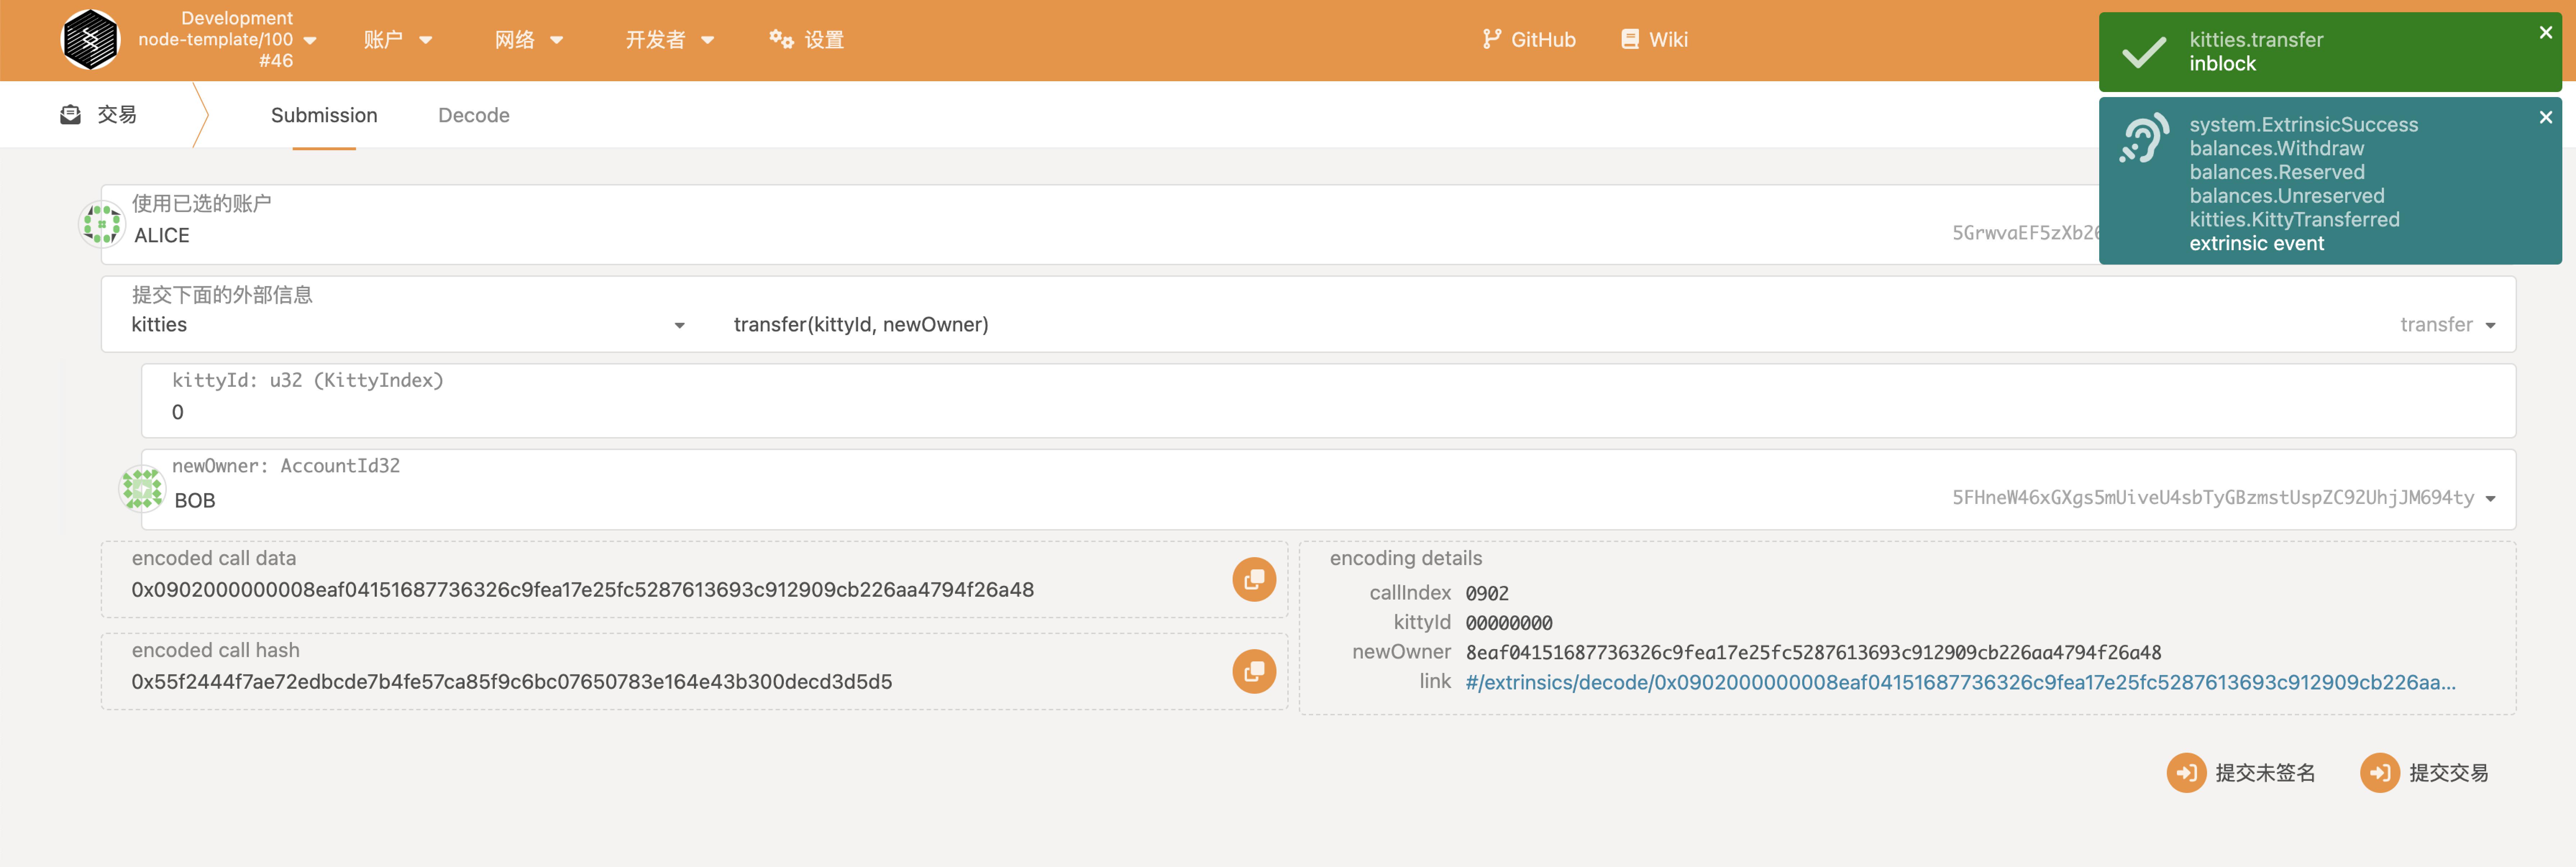 Development
node-template/100
#46
账户
网络
开发者
设置
GitHub
Wiki
kitties.transfer
inblock
system.ExtrinsicSuccess
balances.Withdraw
balances.Reserved
balances.Unreserved
kitties.KittyTransferred
extrinsic event
交易
Submission
Decode
使用已选的账户
ALICE
5GrwvaEF5zXb26
提交下面的外部信息
kitties
transfer(kittyId, newOwner)
transfer
kittyId: u32 (KittyIndex)
0
newOwner: AccountId32
BOB
5FHneW46xGXgs5mUiveU4sbTyGBzmstUspZC92UhjJM694ty
encoded call data
0x0902000000008eaf04151687736326c9fea17e25fc5287613693c912909cb226aa4794f26a48
encoded call hash
0x55f2444f7ae72edbcde7b4fe57ca85f9c6bc07650783e164e43b300decd3d5d5
encoding details
callIndex 0902
kittyId 00000000
newOwner 8eaf04151687736326c9fea17e25fc5287613693c912909cb226aa4794f26a48
link #/extrinsics/decode/0x0902000000008eaf04151687736326c9fea17e25fc5287613693c912909cb226aa...
提交未签名
提交交易